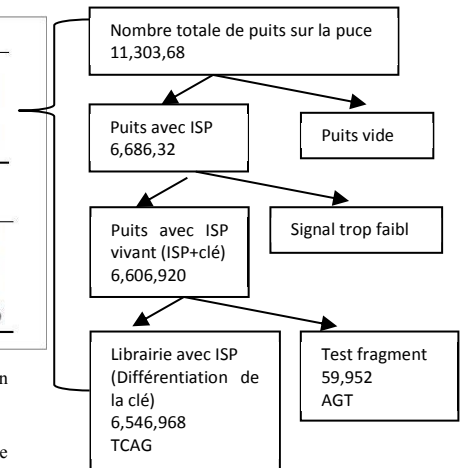 Nombre totale de puits sur la puce
11,303,68
Puits avec ISP
6,686,32
Puits vide
Puits avec ISP
vivant (ISP+clé)
6,606,920
Signal trop faibl
Librairie avec ISP
(Différentiation de
la clé)
6,546,968
TCAG
Test fragment
59,952
AGT
n
e